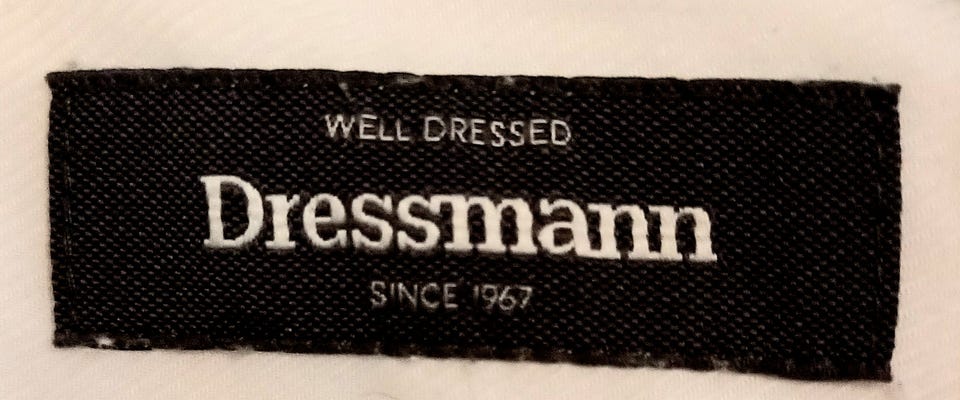 WELL DRESSED
Dressmann
SINCE 1967